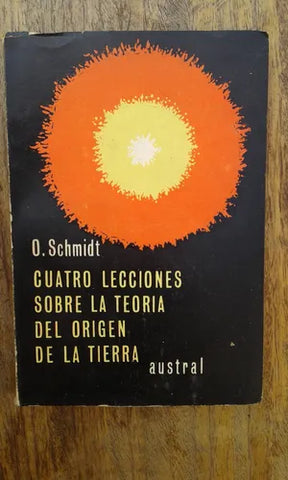 O. Schmidt
CUATRO LECCIONES
SOBRE LA TEORIA
DEL ORIGEN
DE LA TIERRA
austral